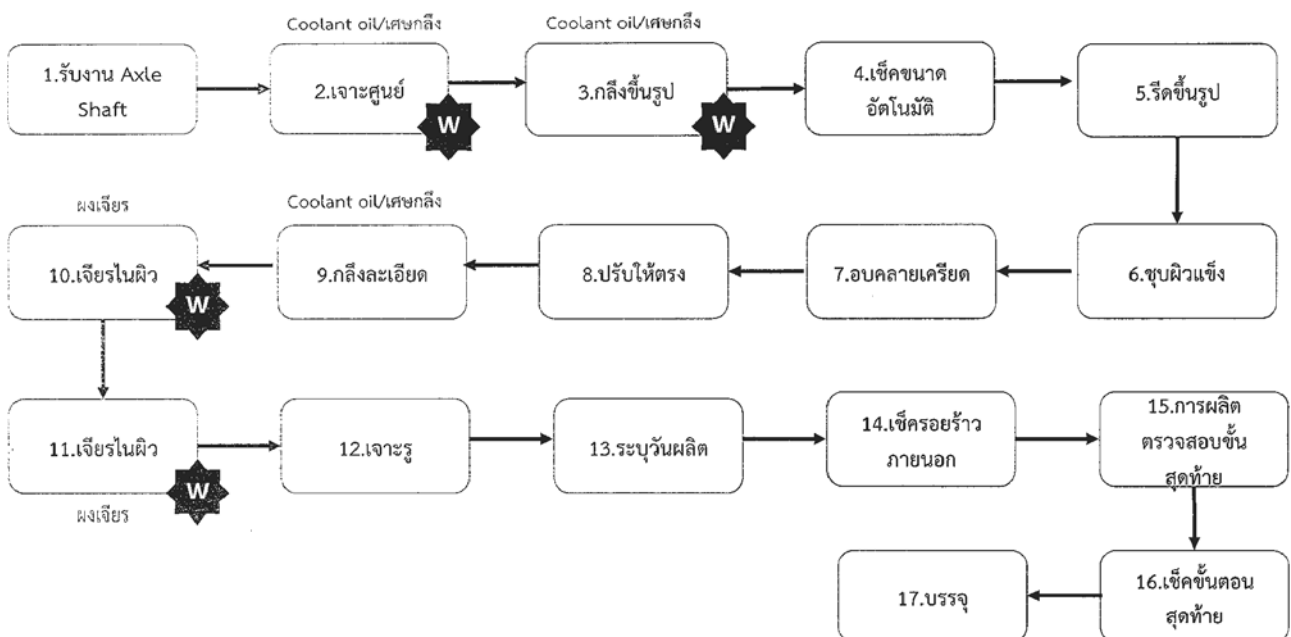 Coolant oil/เศษกลึง
Coolant oil/เศษกลึง
1.รับงาน Axle
Shaft
2.เจาะศูนย์
W
3.กลึงขึ้นรูป
W
4.เช็คขนาด
อัตโนมัติ
5.รีดขึ้นรูป
ผงเจียร
Coolant oil/เศษกลึง
10.เจียรไนผิว
W
9.กลึงละเอียด
8.ปรับให้ตรง
7.อบคลายเครียด
6.ชุบผิวแข็ง
11.เจียรไนผิว
W
ผงเจียร
12.เจาะรู
13.ระบุวันผลิต
14.เช็ครอยร้าว
ภายนอก
15.การผลิต
ตรวจสอบขั้น
สุดท้าย
17.บรรจุ
16.เช็คขั้นตอน
สุดท้าย